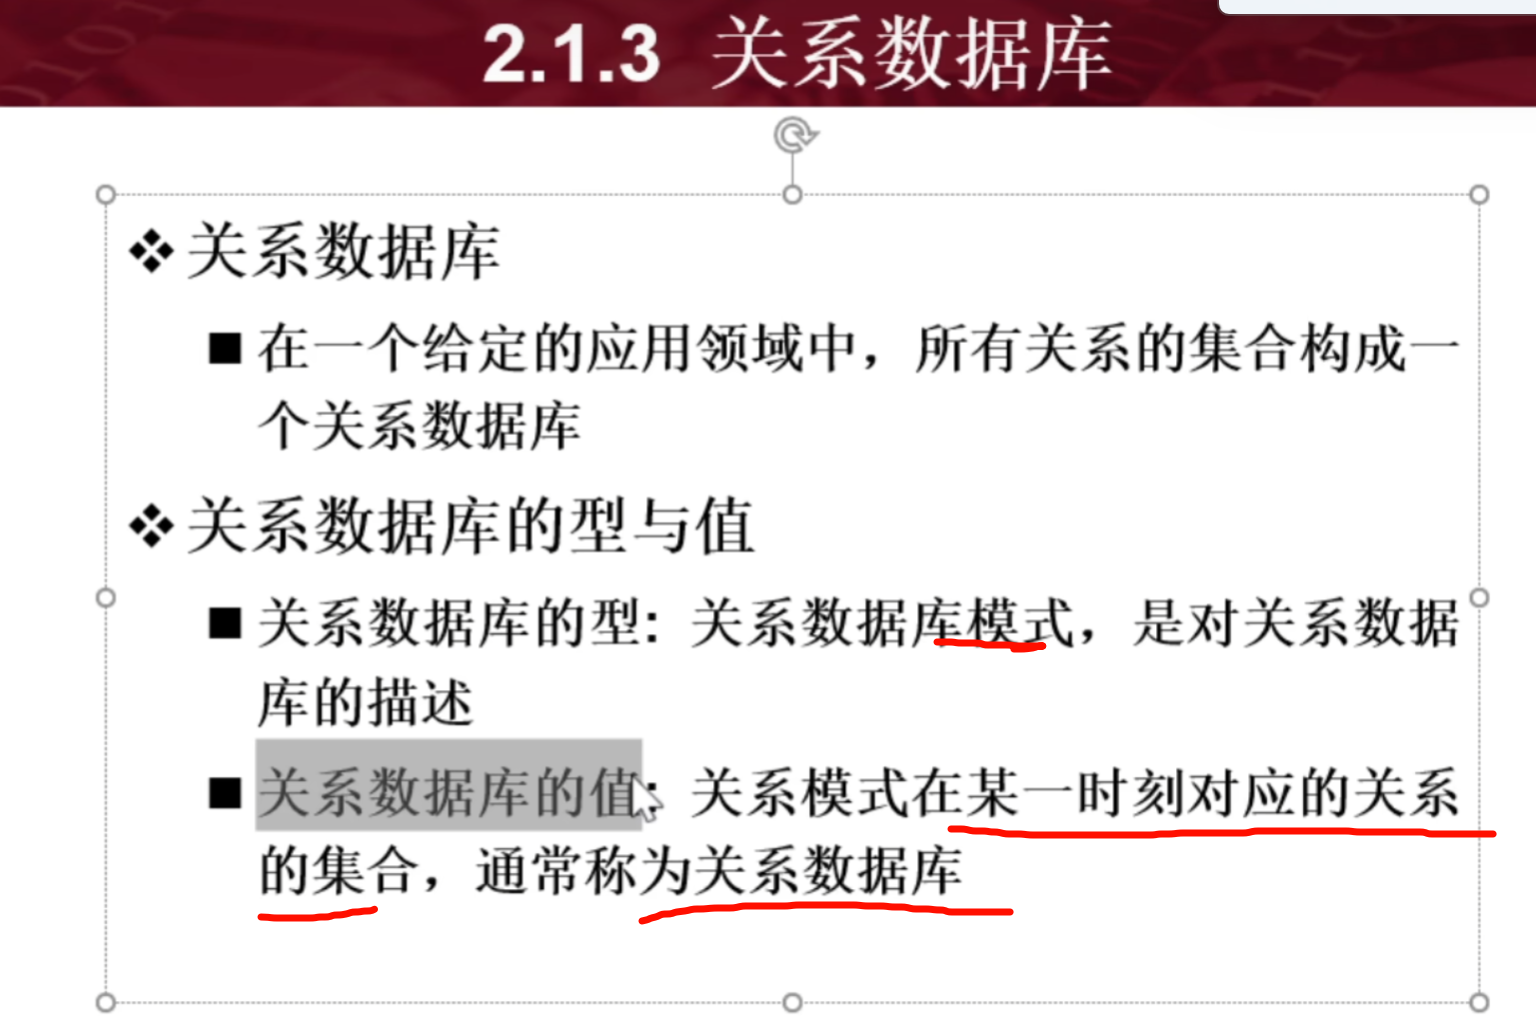 2.1.3 关系数据库
❖关系数据库
■在一个给定的应用领域中，所有关系的集合构成一
个关系数据库
❖关系数据库的型与值
■关系数据库的型：关系数据库模式，是对关系数据
库的描述
■关系数据库的值：关系模式在某一时刻对应的关系
的集合，通常称为关系数据库